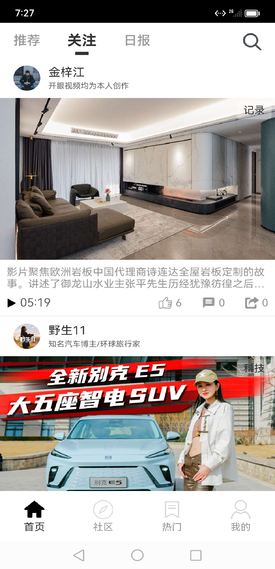 7:27
推荐
关注
日报
金梓江
开眼视频均为本人创作
记录
影片聚焦欧洲岩板中国代理商诗连达全屋岩板定制的故
事。讲述了御龙山水业主张平先生历经犹豫彷徨之后...
05:19
6
0
0
野生11
知名汽车博主/环球旅行家
科技
全新别克 E5
大五座智电SUV
别克 E5
首页
社区
热门
我的